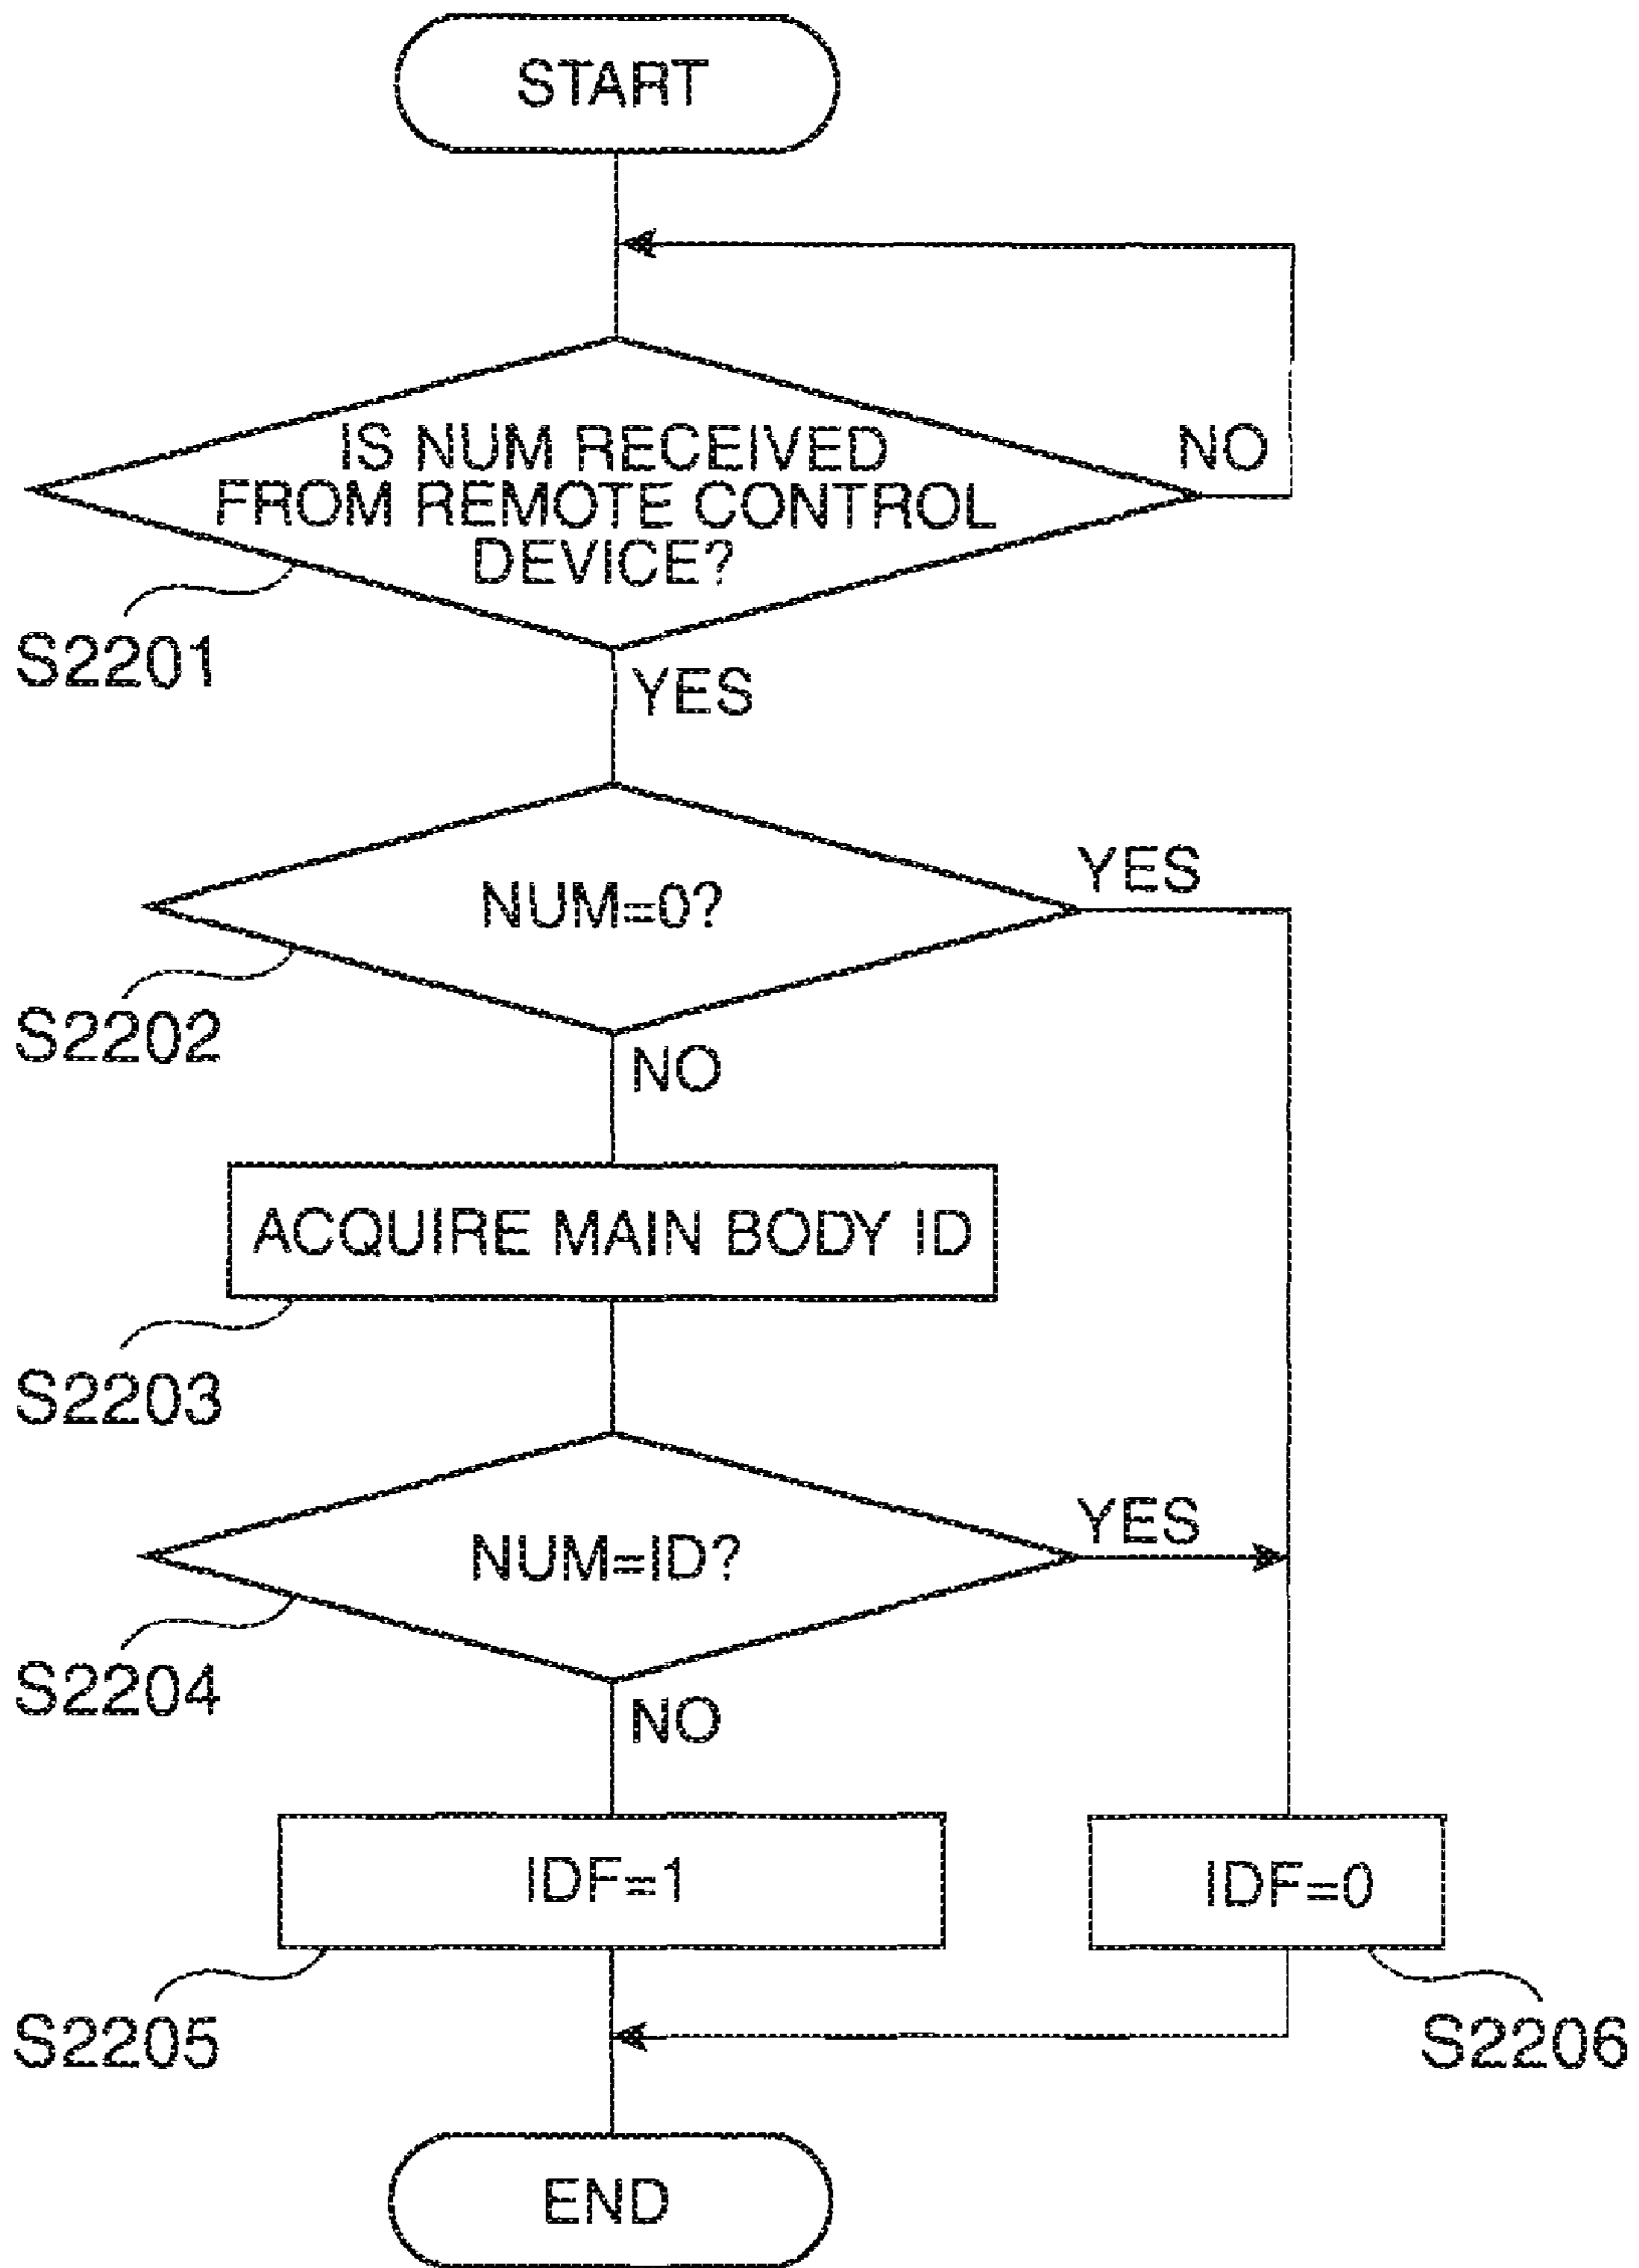 START
IS NUM RECEIVED
FROM REMOTE CONTROL
DEVICE?
NO
S2201
YES
NUM=0?
YES
S2202
NO
ACQUIRE MAIN BODY ID
S2203
NUM=ID?
YES
S2204
NO
IDF=1
IDF=0
S2205
S2206
END